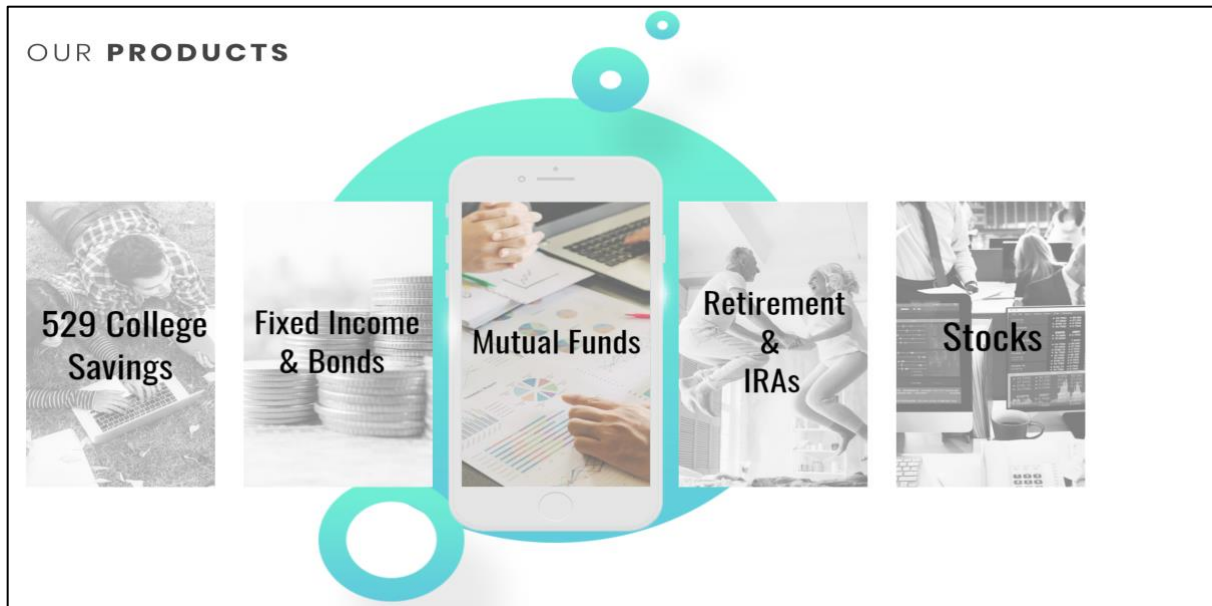 OUR PRODUCTS
529 College
Savings
Fixed Income
& Bonds
Mutual Funds
Retirement
&
IRAs
Stocks